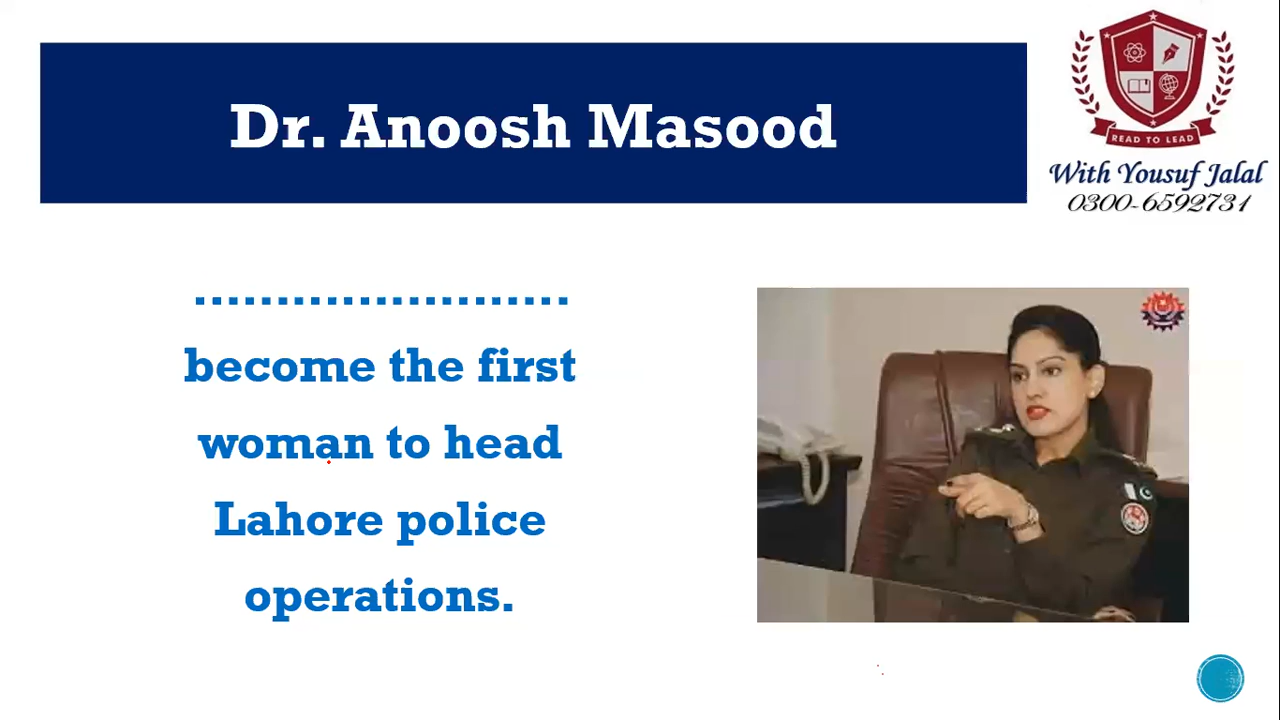 Dr. Anoosh Masood
READ TO LEAD
With Yousuf Jalal
0300-6592731
........................
become the first
woman to head
Lahore police
operations.